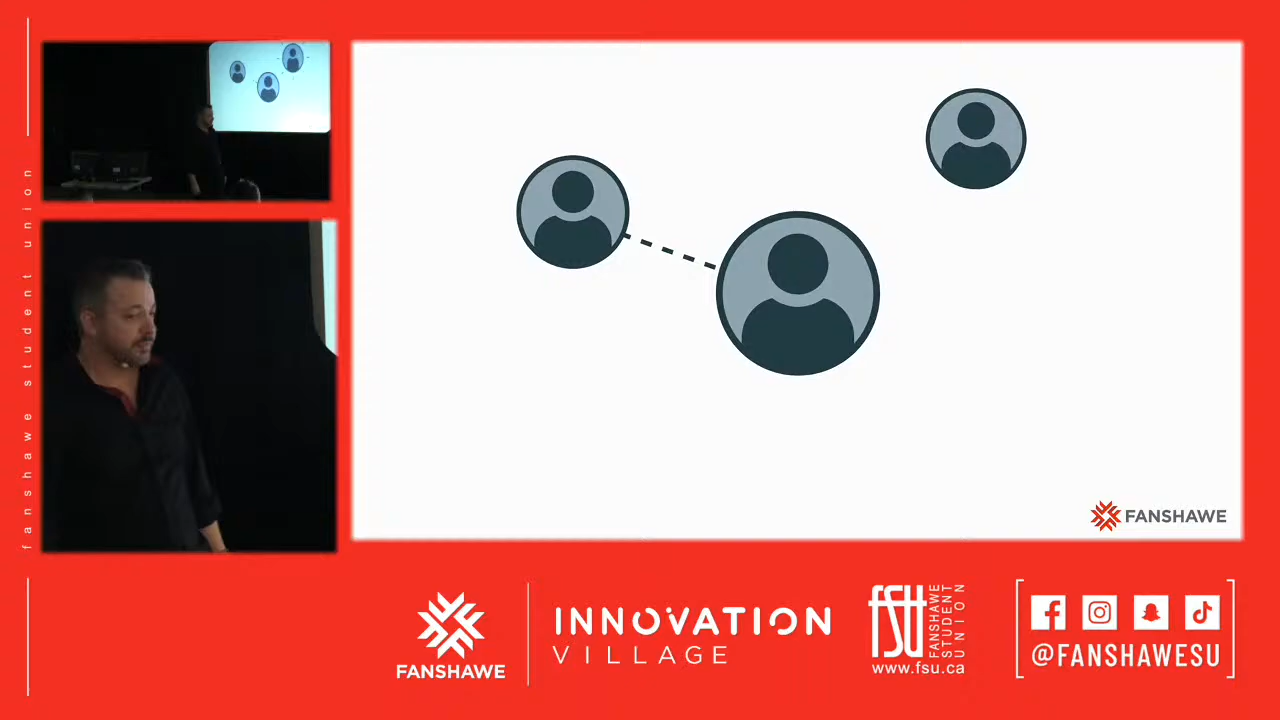 fanshawe student union
FANSHAWE
FANSHAWE
INNOVATION
VILLAGE
fsu
FANSHAWE
STUDENT
UNION
www.fsu.ca
@FANSHAWESU